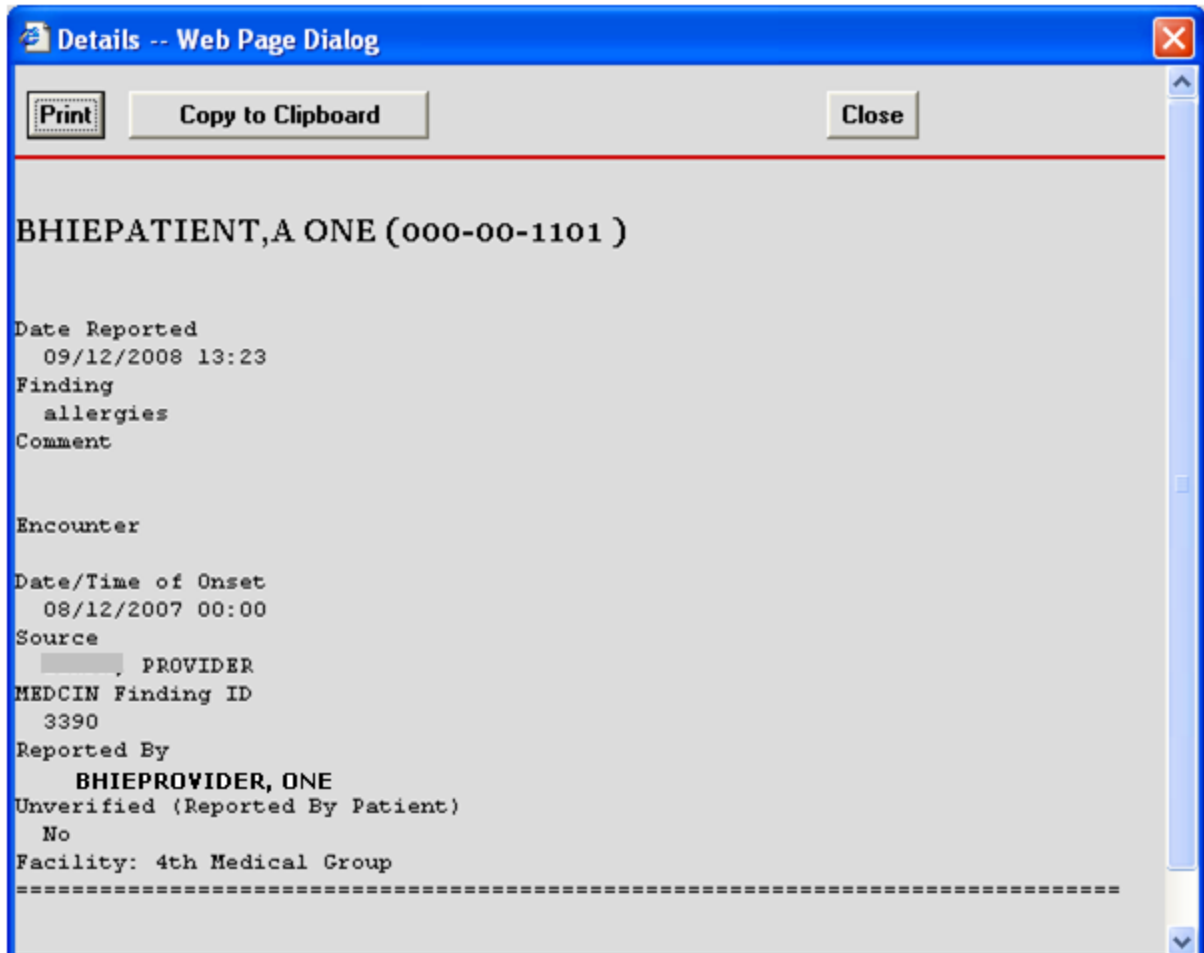 Details -- Web Page Dialog
Print Copy to Clipboard Close
BHIEPATIENT,A ONE (000-00-1101 )
Date Reported
09/12/2008 13:23
Finding
allergies
Comment
Encounter
Date/Time of Onset
08/12/2007 00:00
Source
, PROVIDER
MEDCIN Finding ID
3390
Reported By
BHIEPROVIDER, ONE
Unverified (Reported By Patient)
No
Facility: 4th Medical Group
===============================================================================